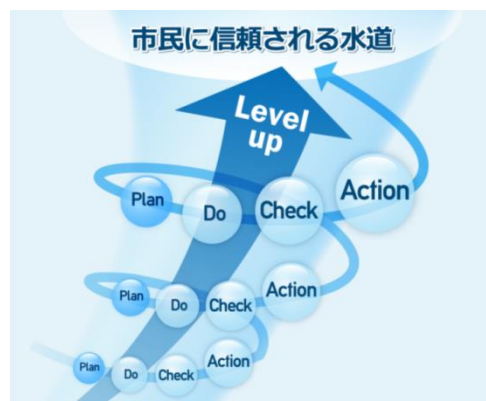 市民に信頼される水道
Level
up
Plan Do Check Action
Plan Do Check Action
Plan Do Check Action